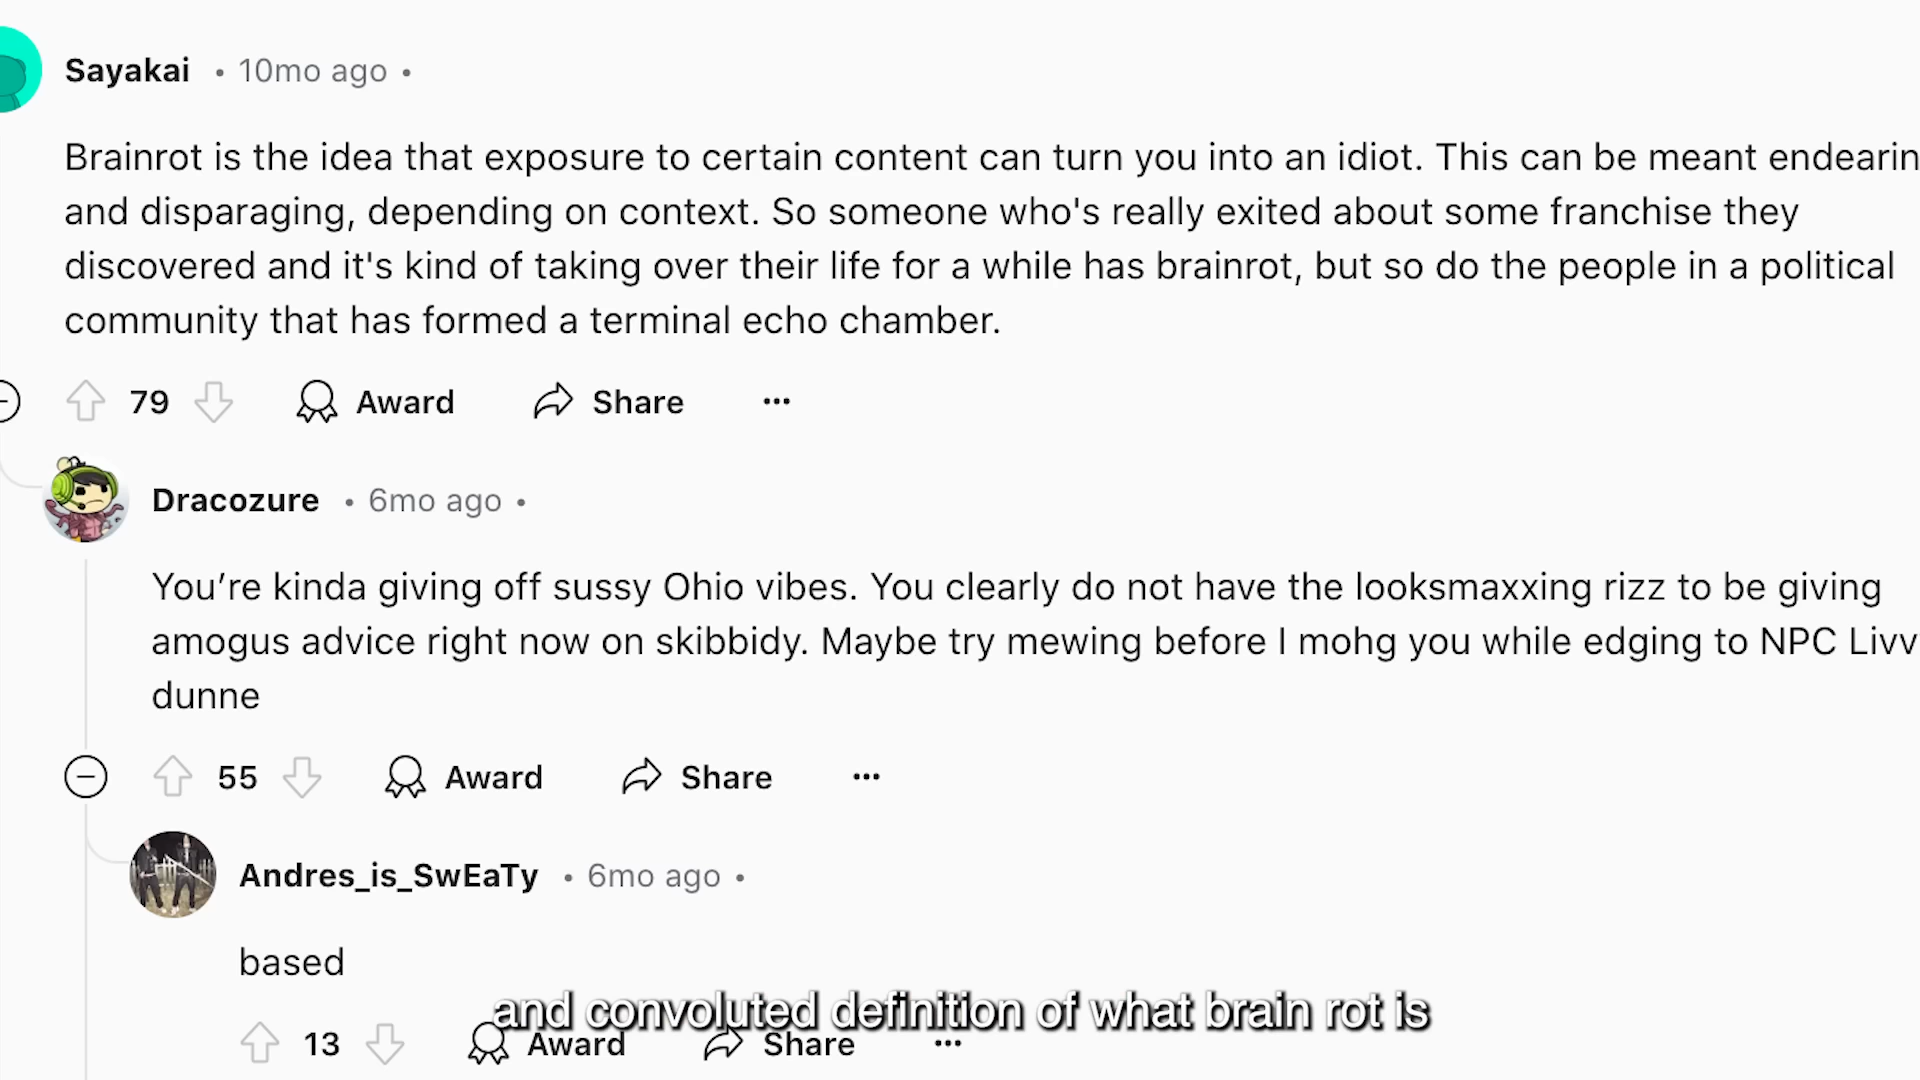 Sayakai • 10mo ago •
Brainrot is the idea that exposure to certain content can turn you into an idiot. This can be meant endearin
and disparaging, depending on context. So someone who's really exited about some franchise they
discovered and it's kind of taking over their life for a while has brainrot, but so do the people in a political
community that has formed a terminal echo chamber.
79 Award Share ...
Dracozure • 6mo ago •
You’re kinda giving off sussy Ohio vibes. You clearly do not have the looksmaxxing rizz to be giving
amogus advice right now on skibbidy. Maybe try mewing before I mohg you while edging to NPC Livv
dunne
55 Award Share ...
Andres_is_SwEaTy • 6mo ago •
based
and convoluted definition of what brain rot is
13 Award Share ...